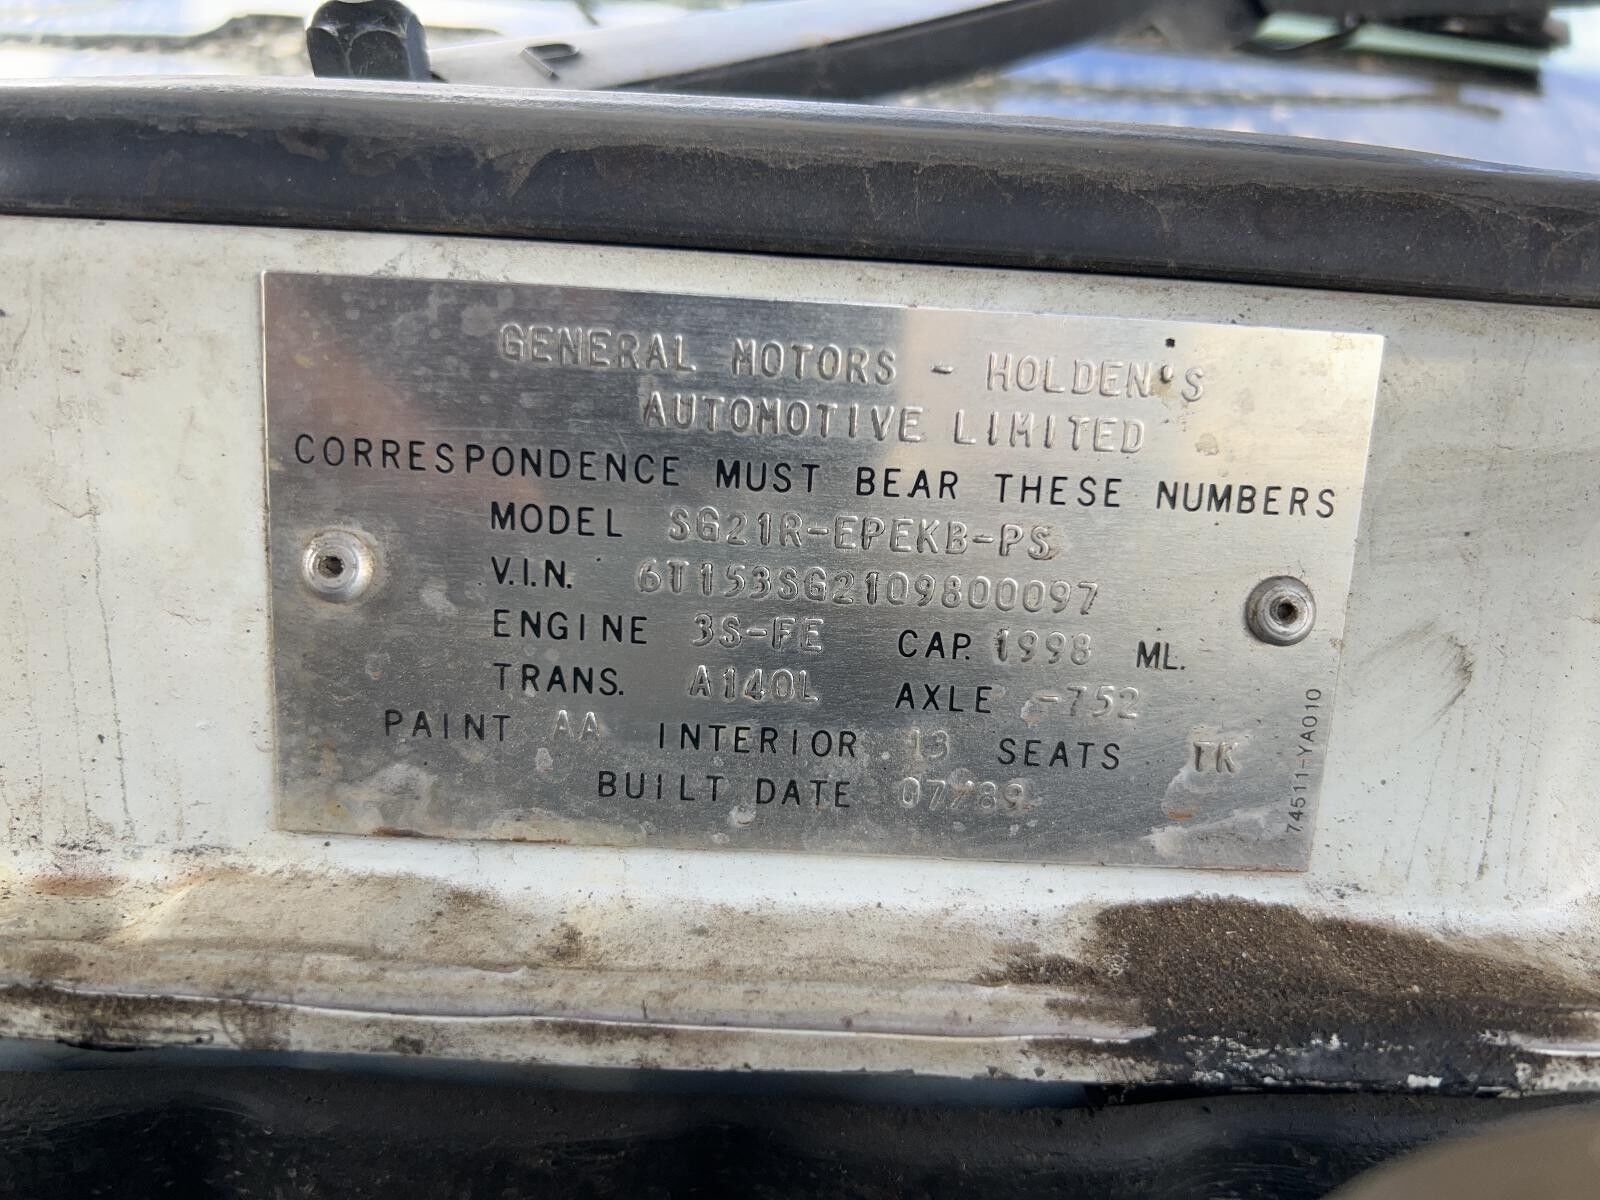 GENERAL MOTORS - HOLDEN'S
AUTOMOTIVE LIMITED
CORRESPONDENCE MUST BEAR THESE NUMBERS
MODEL SG21R-EPEKB-PS
V.I.N. 6T153SG2109800097
ENGINE 3S-FE CAP. 1998 ML.
TRANS. A140L AXLE -752
PAINT AA INTERIOR 13 SEATS TK
BUILT DATE 07/89
74511-YA010